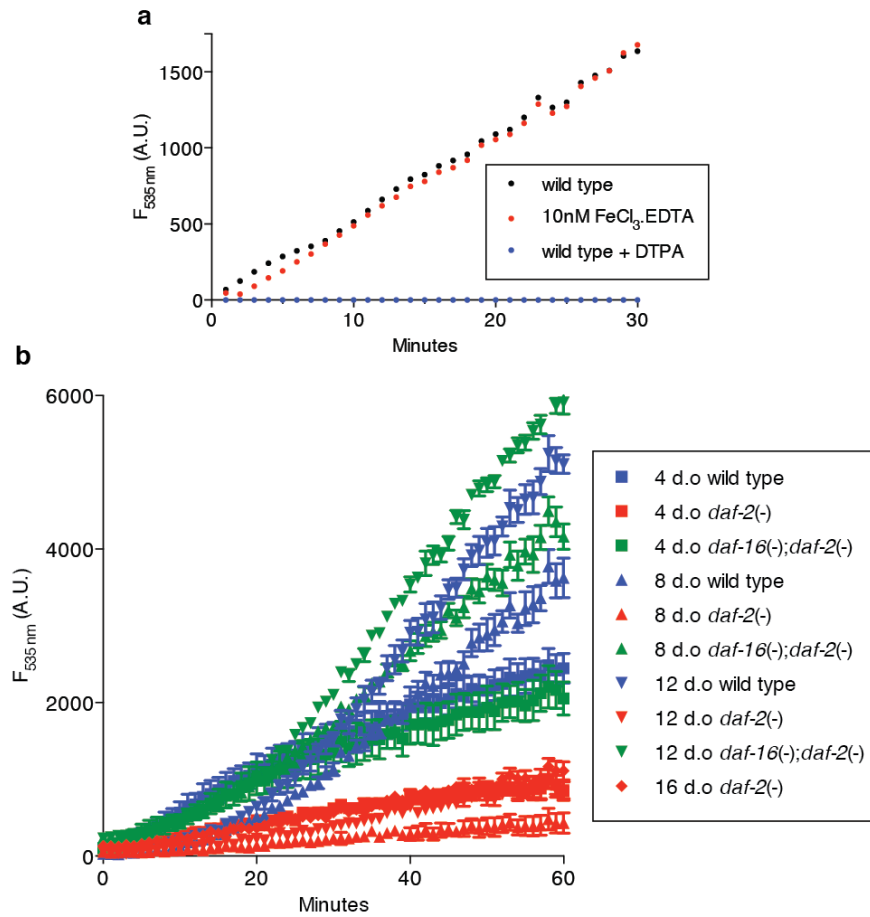 a
1500
1000
500
0
F535 nm (A.U.)
wild type
10nM FeCl3.EDTA
wild type + DTPA
0 10 20 30
Minutes
b
6000
4000
2000
0
F535 nm (A.U.)
4 d.o wild type
4 d.o daf-2(-)
4 d.o daf-16(-);daf-2(-)
8 d.o wild type
8 d.o daf-2(-)
8 d.o daf-16(-);daf-2(-)
12 d.o wild type
12 d.o daf-2(-)
12 d.o daf-16(-);daf-2(-)
16 d.o daf-2(-)
0 20 40 60
Minutes